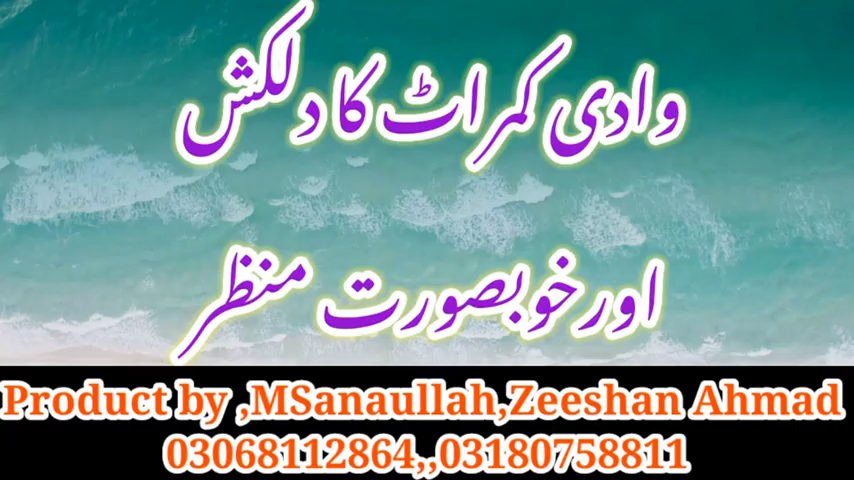 وادی کمراٹ کا دلکش
اور خوبصورت منظر
Product by ,MSanaullah,Zeeshan Ahmad
03068112864,,03180758811